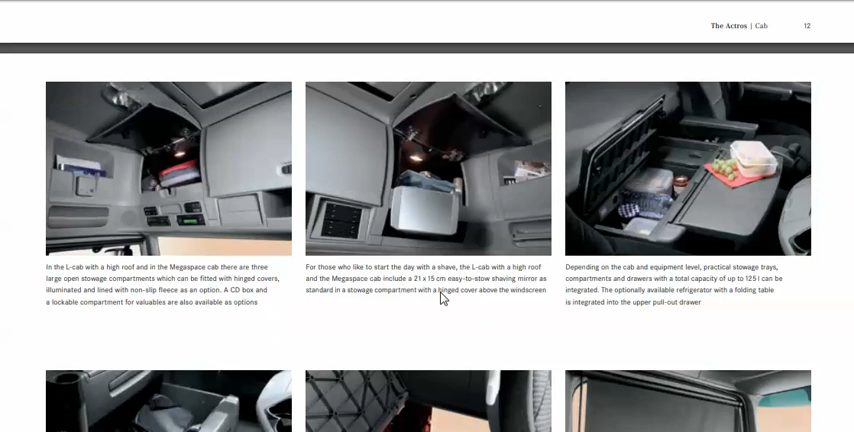 The Actros | Cab 12
In the L-cab with a high roof and in the Megaspace cab there are three
large open stowage compartments which can be fitted with hinged covers,
illuminated and lined with non-slip fleece as an option. A CD box and
a lockable compartment for valuables are also available as options
For those who like to start the day with a shave, the L-cab with a high roof
and the Megaspace cab include a 21 x 15 cm easy-to-stow shaving mirror as
standard in a stowage compartment with a hinged cover above the windscreen
Depending on the cab and equipment level, practical stowage trays,
compartments and drawers with a total capacity of up to 125 l can be
integrated. The optionally available refrigerator with a folding table
is integrated into the upper pull-out drawer